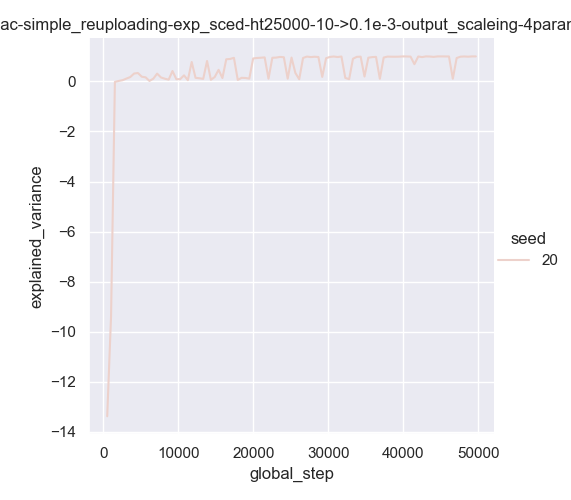 ac-simple_reuploading-exp_sced-ht25000-10->0.1e-3-output_scaleing-4param
explained_variance
0
−2
−4
−6
−8
−10
−12
−14
0 10000 20000 30000 40000 50000
global_step
seed
20